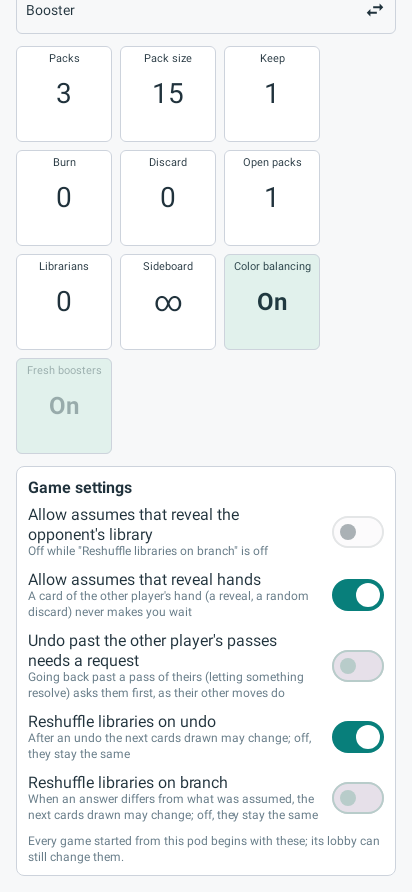 Booster
Packs Pack size Keep
3 15 1
Burn Discard Open packs
0 0 1
Librarians Sideboard Color balancing
0 ∞ On
Fresh boosters
On
Game settings
Allow assumes that reveal the
opponent's library
Off while "Reshuffle libraries on branch" is off
Allow assumes that reveal hands
A card of the other player's hand (a reveal, a random
discard) never makes you wait
Undo past the other player's passes
needs a request
Going back past a pass of theirs (letting something
resolve) asks them first, as their other moves do
Reshuffle libraries on undo
After an undo the next cards drawn may change; off,
they stay the same
Reshuffle libraries on branch
When an answer differs from what was assumed, the
next cards drawn may change; off, they stay the same
Every game started from this pod begins with these; its lobby can
still change them.